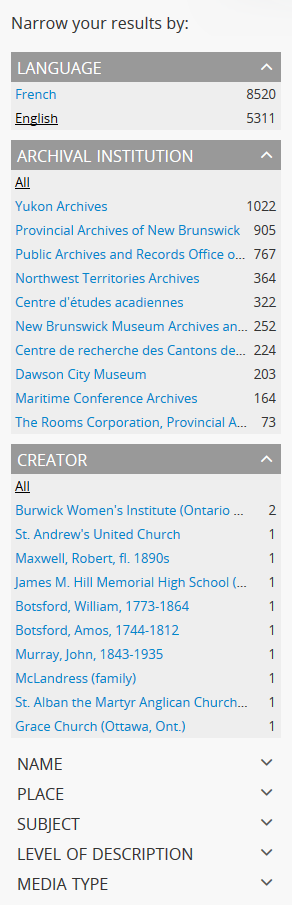 Narrow your results by:
LANGUAGE
French 8520
English 5311
ARCHIVAL INSTITUTION
All
Yukon Archives 1022
Provincial Archives of New Brunswick 905
Public Archives and Records Office o... 767
Northwest Territories Archives 364
Centre d'études acadiennes 322
New Brunswick Museum Archives an... 252
Centre de recherche des Cantons de... 224
Dawson City Museum 203
Maritime Conference Archives 164
The Rooms Corporation, Provincial A... 73
CREATOR
All
Burwick Women's Institute (Ontario ... 2
St. Andrew's United Church 1
Maxwell, Robert, fl. 1890s 1
James M. Hill Memorial High School (... 1
Botsford, William, 1773-1864 1
Botsford, Amos, 1744-1812 1
Murray, John, 1843-1935 1
McLandress (family) 1
St. Alban the Martyr Anglican Church... 1
Grace Church (Ottawa, Ont.) 1
NAME
PLACE
SUBJECT
LEVEL OF DESCRIPTION
MEDIA TYPE